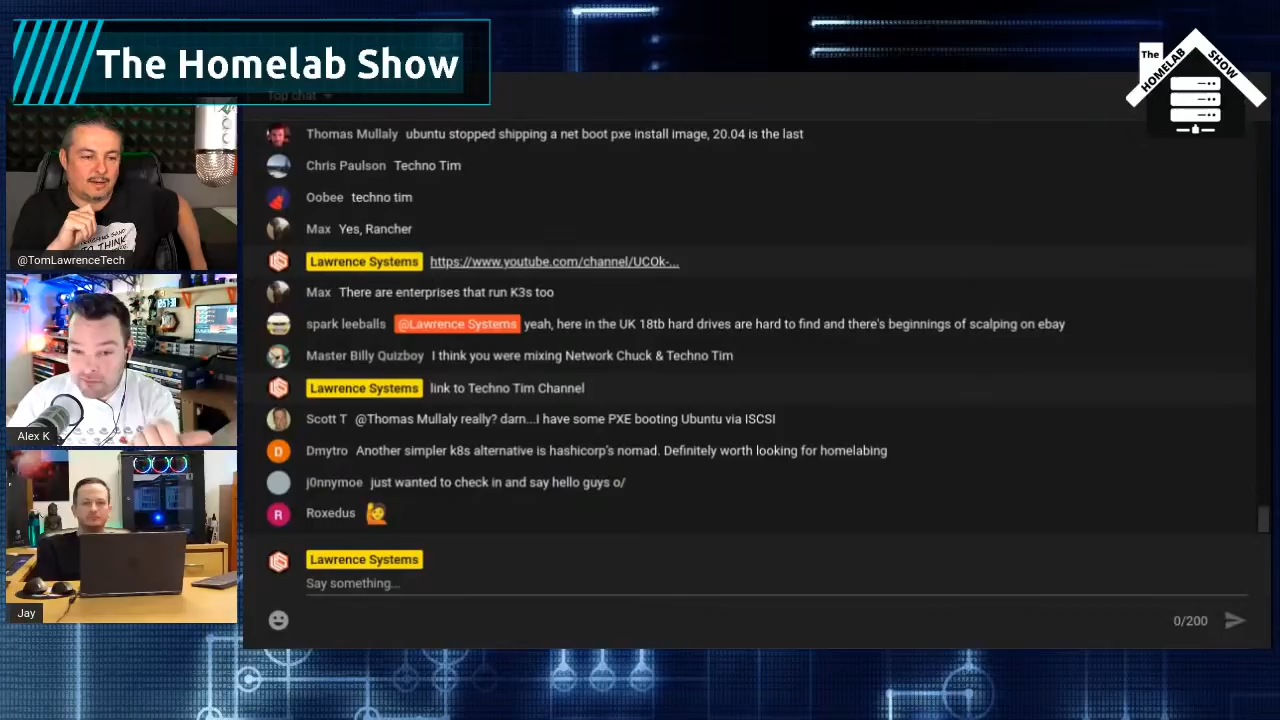 The Homelab Show
The
HOMELAB
SHOW
Top chat
Thomas Mullaly ubuntu stopped shipping a net boot pxe install image, 20.04 is the last
Chris Paulson Techno Tim
Oobee techno tim
Max Yes, Rancher
Lawrence Systems https://www.youtube.com/channel/UCOk-...
Max There are enterprises that run K3s too
spark leeballs @Lawrence Systems yeah, here in the UK 18tb hard drives are hard to find and there's beginnings of scalping on ebay
Master Billy Quizboy I think you were mixing Network Chuck & Techno Tim
Lawrence Systems link to Techno Tim Channel
Scott T @Thomas Mullaly really? darn...I have some PXE booting Ubuntu via ISCSI
D Dmytro Another simpler k8s alternative is hashicorp's nomad. Definitely worth looking for homelabing
j0nnymoe just wanted to check in and say hello guys o/
R Roxedus
Lawrence Systems
Say something...
0/200
TO THINK
@TomLawrenceTech
Alex K
Jay